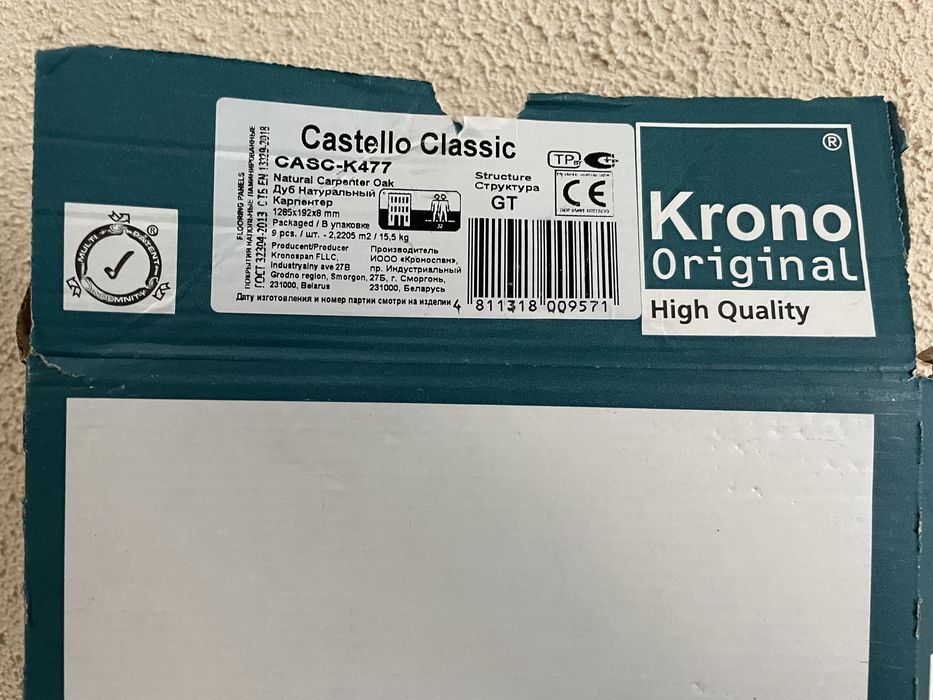 Castello Classic
CASC-K477
Natural Carpenter Oak
Дуб Натуральный
Карпентер
1285x192x8 mm
Packaged / В упаковке
9 pcs. / шт. - 2,2205 m2 / 15,5 kg
Structure
Структура
GT
32
TP
CE
Producent/Producer
Kronospan FLLC,
Industryalny ave 27B
Grodno region, Smorgon,
231000, Belarus
Производитель
ИООО «Кроноспан»,
пр. Индустриальный
27Б, г. Сморгонь,
231000, Беларусь
Дату изготовления и номер партии смотри на изделии
4 811318 009571
FLOORING PANELS
ПОКРЫТИЯ НАПОЛЬНЫЕ ЛАМИНИРОВАННЫЕ
ГОСТ 32304-2013 СТБ EN 13329-2018
MULTI PATENT INDEMNITY
®
Krono
Original
®
High Quality